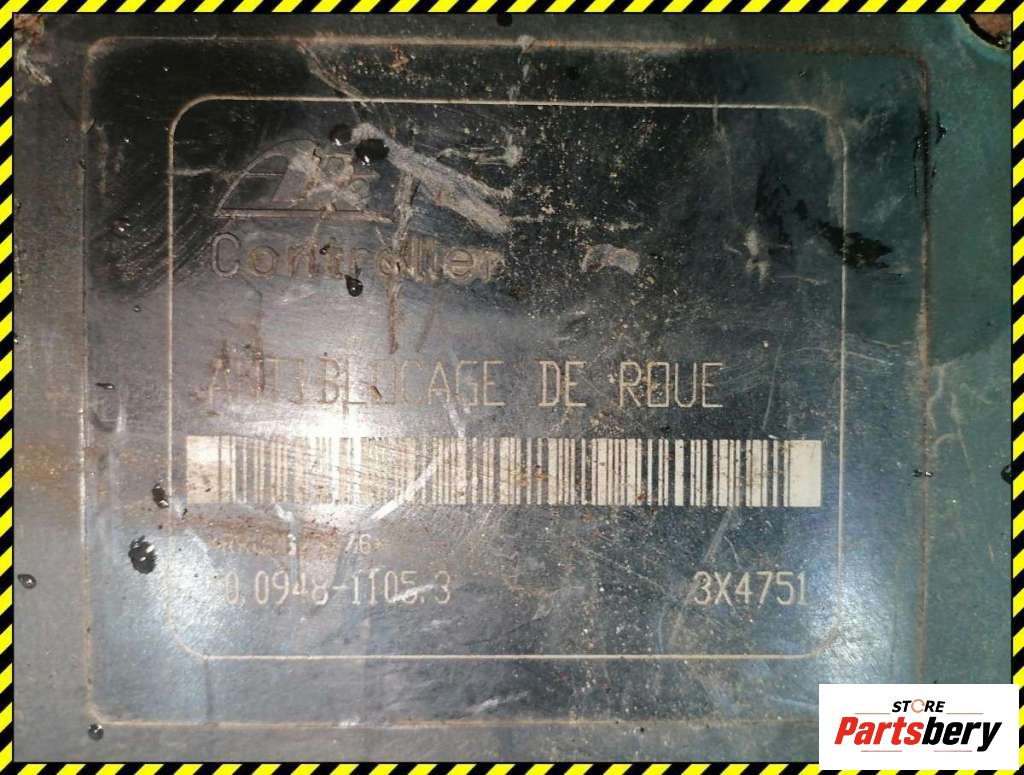 Controller
ANTIBLOCAGE DE ROUE
0.0948-1105.3 3X4751
STORE
Partsbery